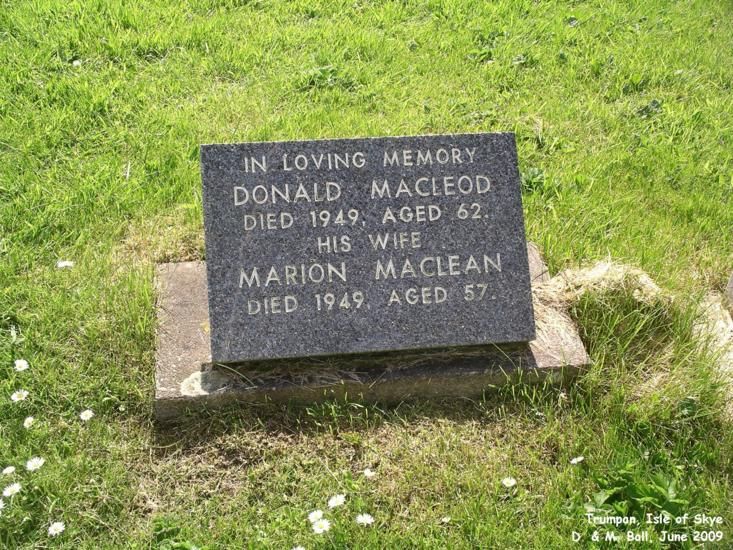 IN LOVING MEMORY
DONALD MACLEOD
DIED 1949, AGED 62.
HIS WIFE
MARION MACLEAN
DIED 1949, AGED 57.
Trumpan, Isle of Skye
D. & M. Ball, June 2009